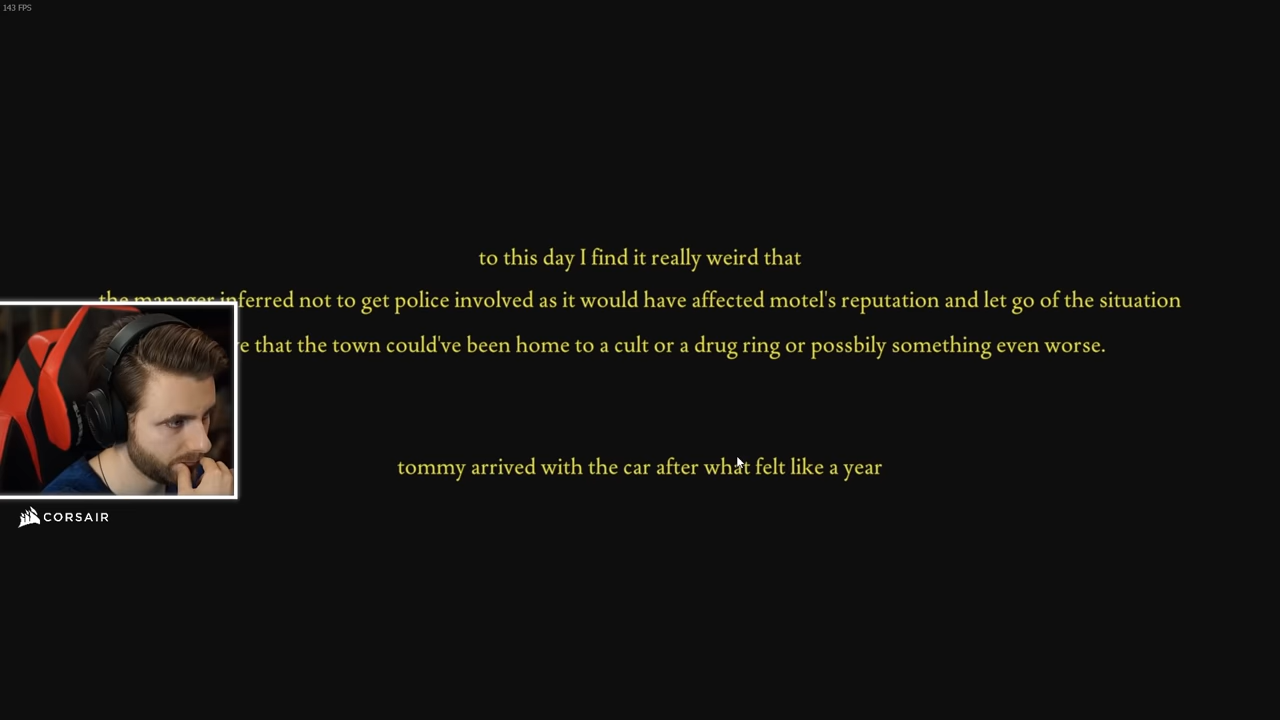 143 FPS
to this day I find it really weird that
the manager inferred not to get police involved as it would have affected motel's reputation and let go of the situation
that the town could've been home to a cult or a drug ring or possbily something even worse.
tommy arrived with the car after what felt like a year
CORSAIR